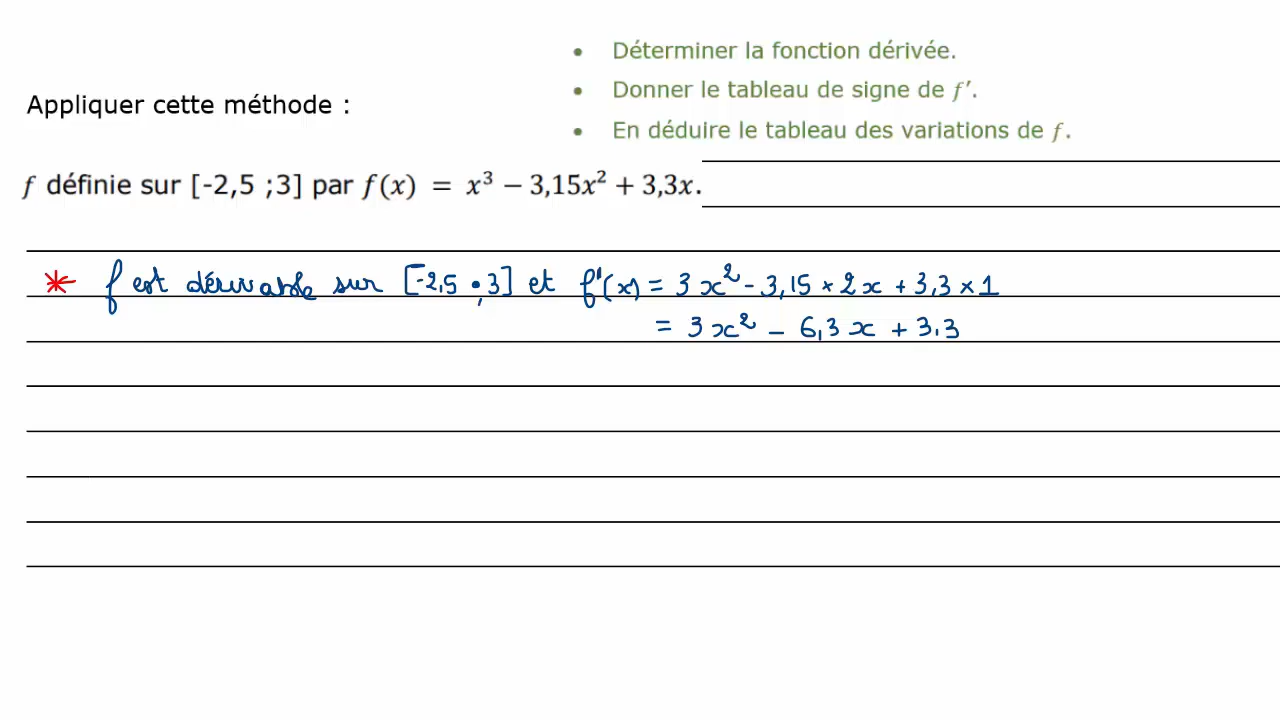 • Déterminer la fonction dérivée.
• Donner le tableau de signe de f′.
Appliquer cette méthode :
• En déduire le tableau des variations de f.
f définie sur [-2,5 ;3] par f(x) = x³ − 3,15x² + 3,3x.
* f est dérivable sur [-2,5 ; 3] et f'(x) = 3x² - 3,15 × 2x + 3,3 × 1
= 3x² - 6,3x + 3,3